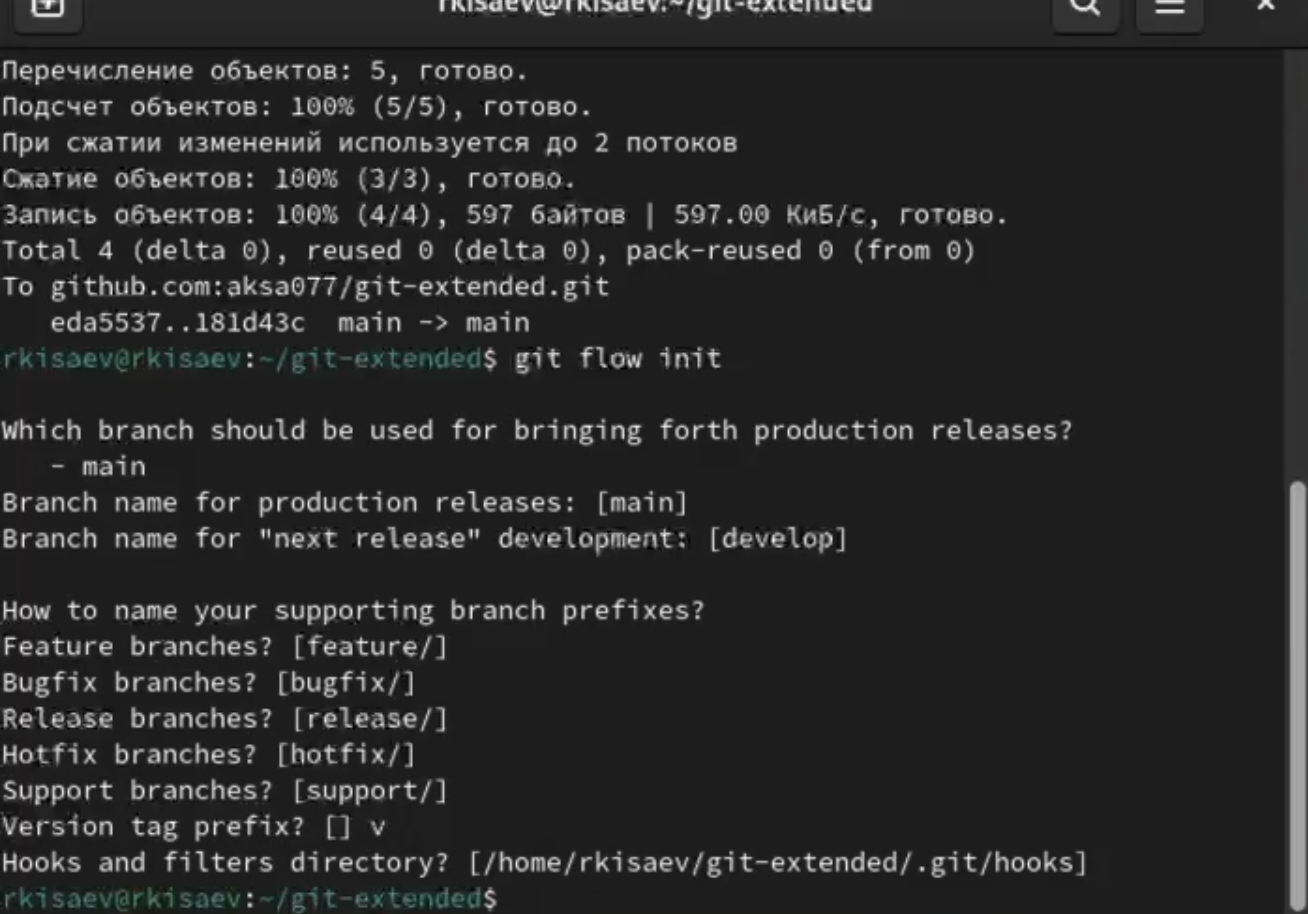 rkisaev@rkisaev:~/git-extended
Перечисление объектов: 5, готово.
Подсчет объектов: 100% (5/5), готово.
При сжатии изменений используется до 2 потоков
Сжатие объектов: 100% (3/3), готово.
Запись объектов: 100% (4/4), 597 байтов | 597.00 КиБ/с, готово.
Total 4 (delta 0), reused 0 (delta 0), pack-reused 0 (from 0)
To github.com:aksa077/git-extended.git
   eda5537..181d43c  main -> main
rkisaev@rkisaev:~/git-extended$ git flow init
Which branch should be used for bringing forth production releases?
   - main
Branch name for production releases: [main]
Branch name for "next release" development: [develop]
How to name your supporting branch prefixes?
Feature branches? [feature/]
Bugfix branches? [bugfix/]
Release branches? [release/]
Hotfix branches? [hotfix/]
Support branches? [support/]
Version tag prefix? [] v
Hooks and filters directory? [/home/rkisaev/git-extended/.git/hooks]
rkisaev@rkisaev:~/git-extended$